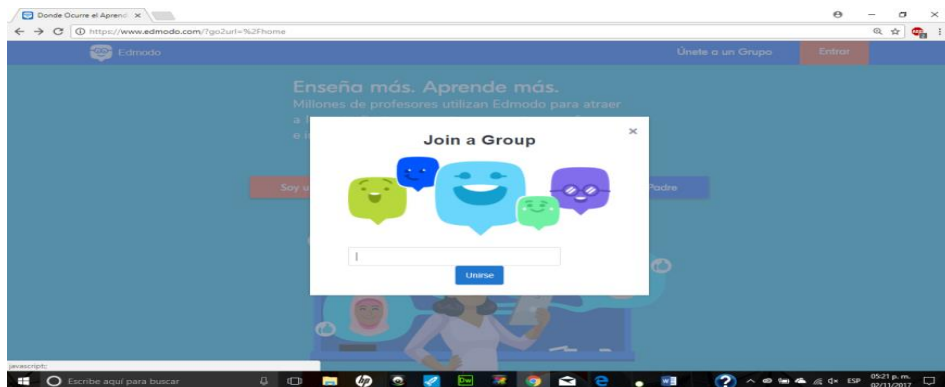 Donde Ocurre el Aprend
https://www.edmodo.com/?go2url=%2Fhome
Edmodo
Únete a un Grupo
Entrar
Enseña más. Aprende más.
Millones de profesores utilizan Edmodo para atraer
a l
e i
Join a Group
Soy u
Padre
Unirse
javascript:;
Escribe aquí para buscar
ESP
05:21 p. m.
02/11/2017